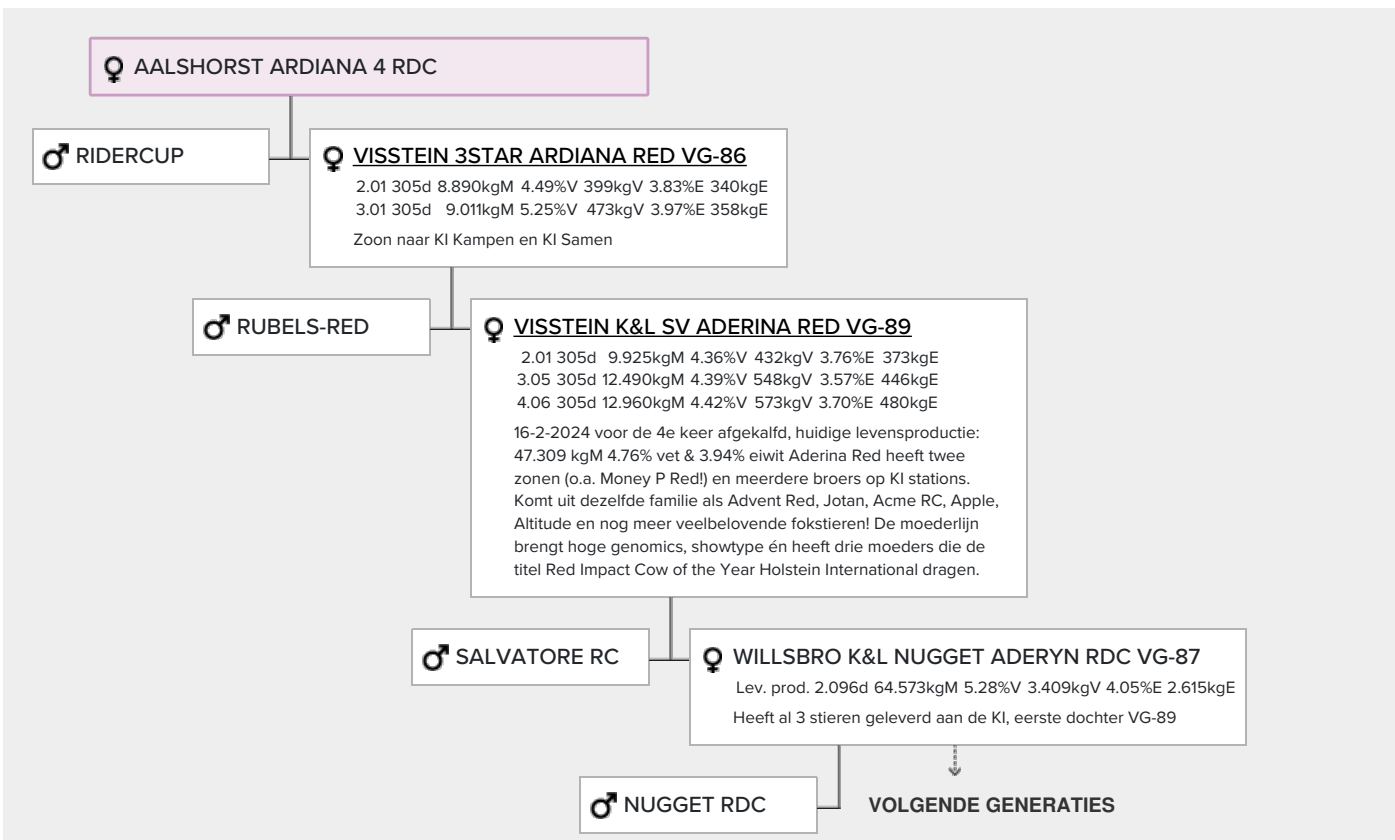 AALSHORST ARDIANA 4 RDC
RIDERCUP
VISSTEIN 3STAR ARDIANA RED VG-86
2.01 305d 8.890kgM 4.49%V 399kgV 3.83%E 340kgE
3.01 305d 9.011kgM 5.25%V 473kgV 3.97%E 358kgE
Zoon naar KI Kampen en KI Samen
RUBELS-RED
VISSTEIN K&L SV ADERINA RED VG-89
2.01 305d 9.925kgM 4.36%V 432kgV 3.76%E 373kgE
3.05 305d 12.490kgM 4.39%V 548kgV 3.57%E 446kgE
4.06 305d 12.960kgM 4.42%V 573kgV 3.70%E 480kgE
16-2-2024 voor de 4e keer afgekalfd, huidige levensproductie:
47.309 kgM 4.76% vet & 3.94% eiwit Aderina Red heeft twee
zonen (o.a. Money P Red!) en meerdere broers op KI stations.
Komt uit dezelfde familie als Advent Red, Jotan, Acme RC, Apple,
Altitude en nog meer veelbelovende fokstieren! De moederlijn
brengt hoge genomics, showtype én heeft drie moeders die de
titel Red Impact Cow of the Year Holstein International dragen.
SALVATORE RC
WILLSBRO K&L NUGGET ADERYN RDC VG-87
Lev. prod. 2.096d 64.573kgM 5.28%V 3.409kgV 4.05%E 2.615kgE
Heeft al 3 stieren geleverd aan de KI, eerste dochter VG-89
NUGGET RDC
VOLGENDE GENERATIES